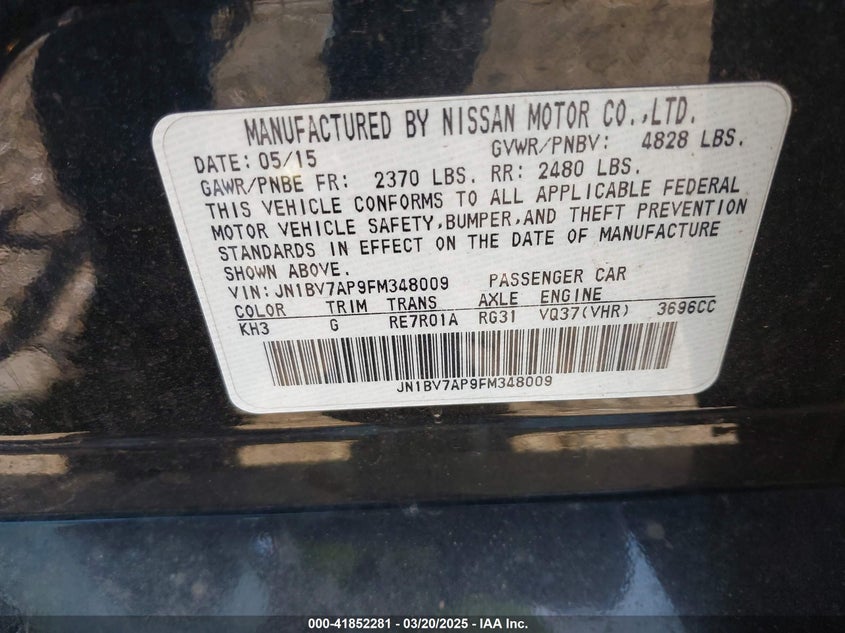 MANUFACTURED BY NISSAN MOTOR CO.,LTD.
DATE: 05/15 GVWR/PNBV: 4828 LBS.
GAWR/PNBE FR: 2370 LBS. RR: 2480 LBS.
THIS VEHICLE CONFORMS TO ALL APPLICABLE FEDERAL
MOTOR VEHICLE SAFETY,BUMPER,AND THEFT PREVENTION
STANDARDS IN EFFECT ON THE DATE OF MANUFACTURE
SHOWN ABOVE.
VIN: JN1BV7AP9FM348009 PASSENGER CAR
COLOR TRIM TRANS AXLE ENGINE
KH3 G RE7R01A RG31 VQ37(VHR) 3696CC
JN1BV7AP9FM348009
000-41852281 - 03/20/2025 - IAA Inc.